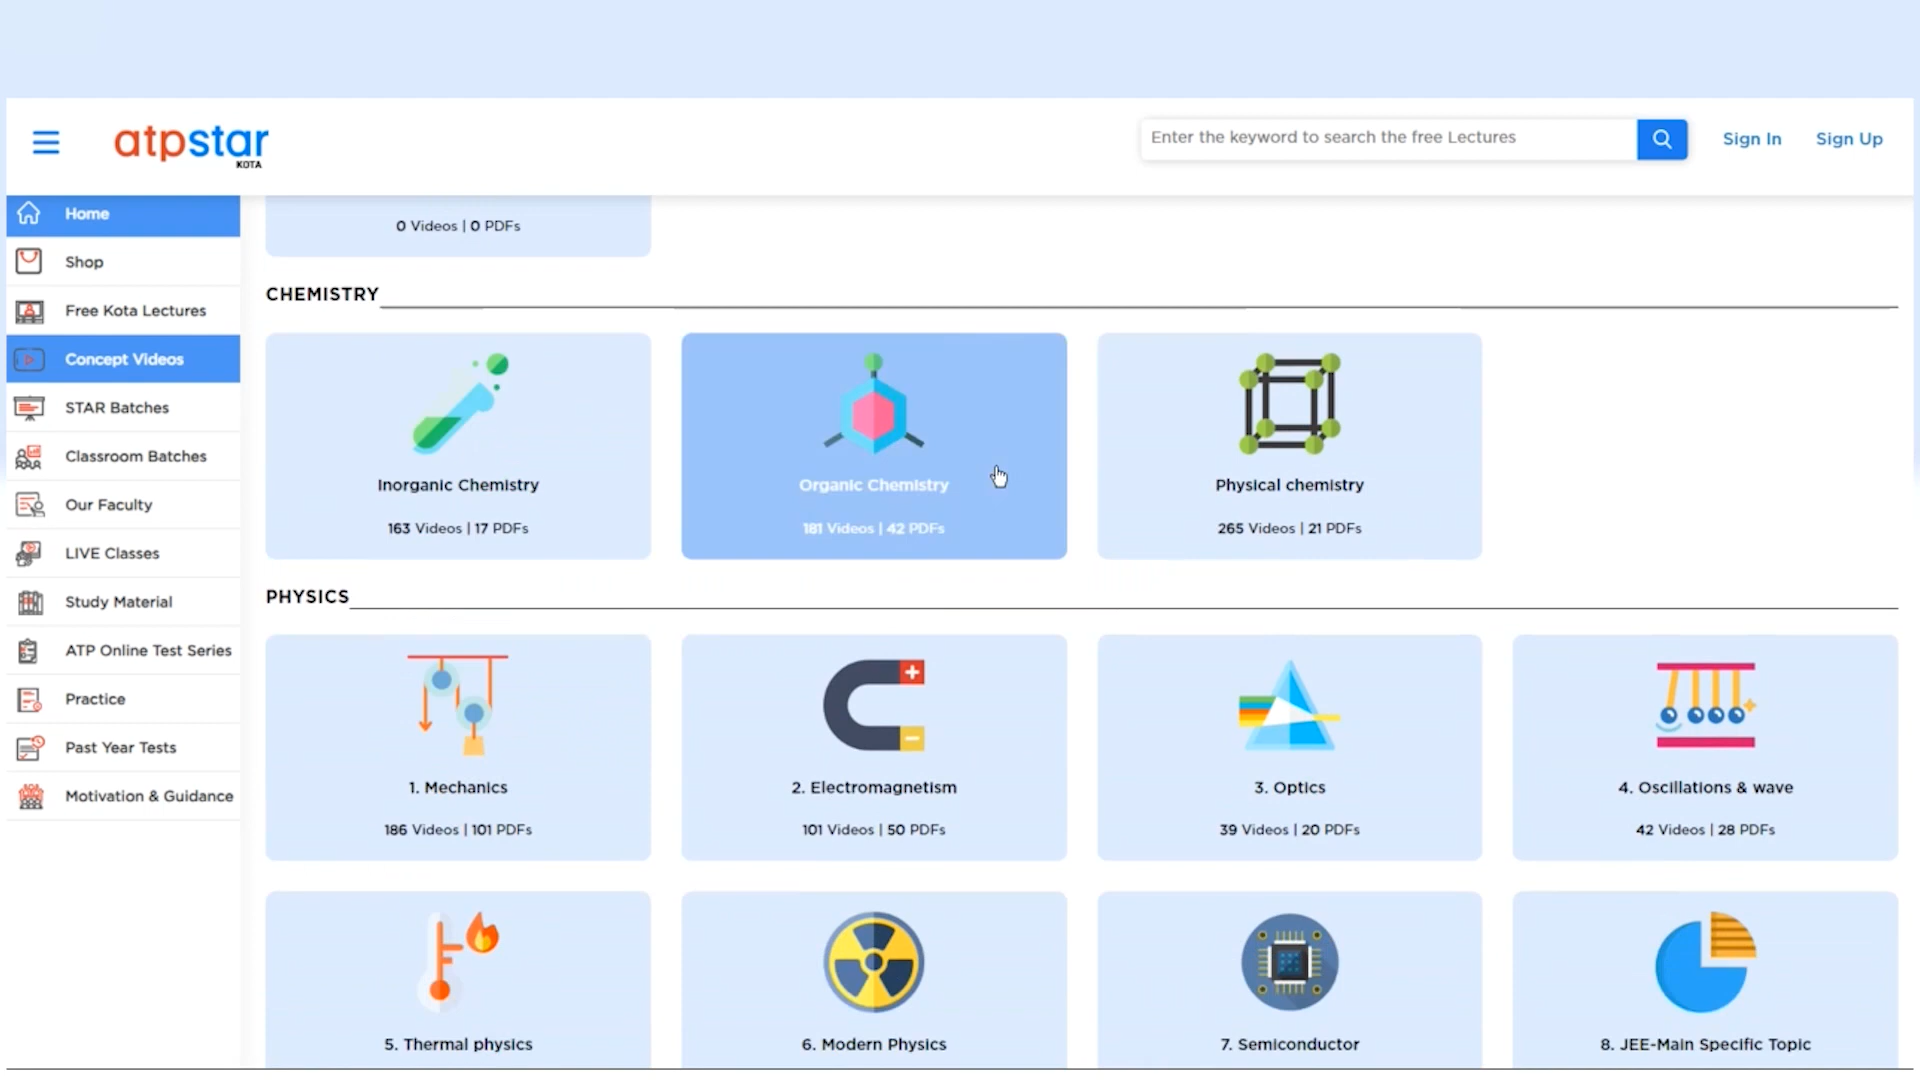 atpstar
KOTA
Enter the keyword to search the free Lectures
Sign In
Sign Up
Home
Shop
Free Kota Lectures
Concept Videos
STAR Batches
Classroom Batches
Our Faculty
LIVE Classes
Study Material
ATP Online Test Series
Practice
Past Year Tests
Motivation & Guidance
0 Videos | 0 PDFs
CHEMISTRY
Inorganic Chemistry
163 Videos | 17 PDFs
Organic Chemistry
181 Videos | 42 PDFs
Physical chemistry
265 Videos | 21 PDFs
PHYSICS
1. Mechanics
186 Videos | 101 PDFs
2. Electromagnetism
101 Videos | 50 PDFs
3. Optics
39 Videos | 20 PDFs
4. Oscillations & wave
42 Videos | 28 PDFs
5. Thermal physics
6. Modern Physics
7. Semiconductor
8. JEE-Main Specific Topic